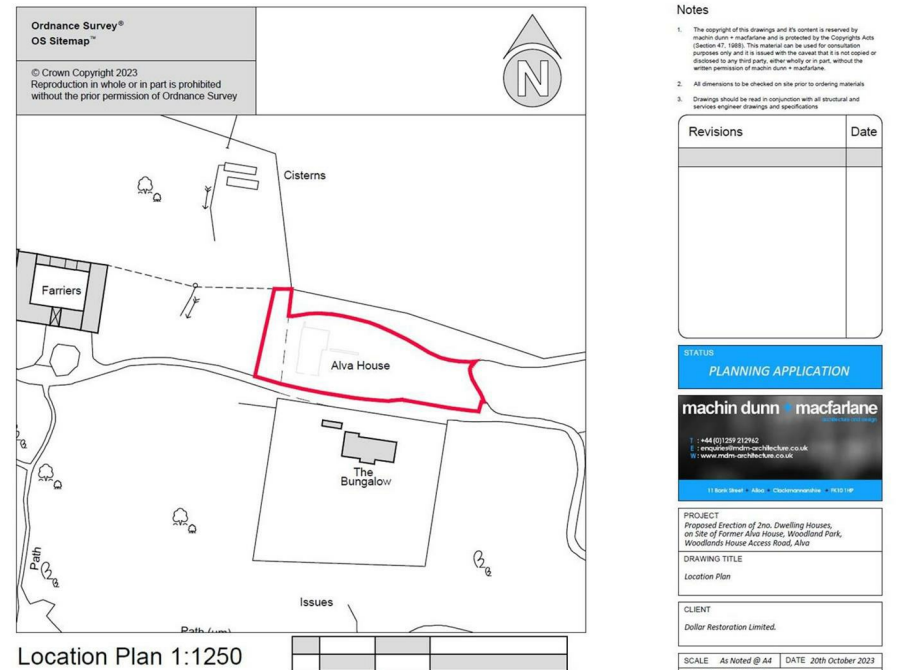 Ordnance Survey®
OS Sitemap™
© Crown Copyright 2023
Reproduction in whole or in part is prohibited
without the prior permission of Ordnance Survey
N
Cisterns
Farriers
Alva House
The
Bungalow
Path
Issues
Path (um)
Location Plan 1:1250
Notes
1. The copyright of this drawings and it's content is reserved by
machin dunn + macfarlane and is protected by the Copyrights Acts
(Section 47, 1988). This material can be used for consultation
purposes only and it is issued with the caveat that it is not copied or
disclosed to any third party, either wholly or in part, without the
written permission of machin dunn + macfarlane.
2. All dimensions to be checked on site prior to ordering materials
3. Drawings should be read in conjunction with all structural and
services engineer drawings and specifications
Revisions Date
STATUS
PLANNING APPLICATION
machin dunn + macfarlane
architecture and design
T : +44 (0)1259 212962
E : enquiries@mdm-architecture.co.uk
W : www.mdm-architecture.co.uk
11 Bank Street • Alloa • Clackmannanshire • FK10 1HP
PROJECT
Proposed Erection of 2no. Dwelling Houses,
on Site of Former Alva House, Woodland Park,
Woodlands House Access Road, Alva
DRAWING TITLE
Location Plan
CLIENT
Dollar Restoration Limited.
SCALE As Noted @ A4 DATE 20th October 2023